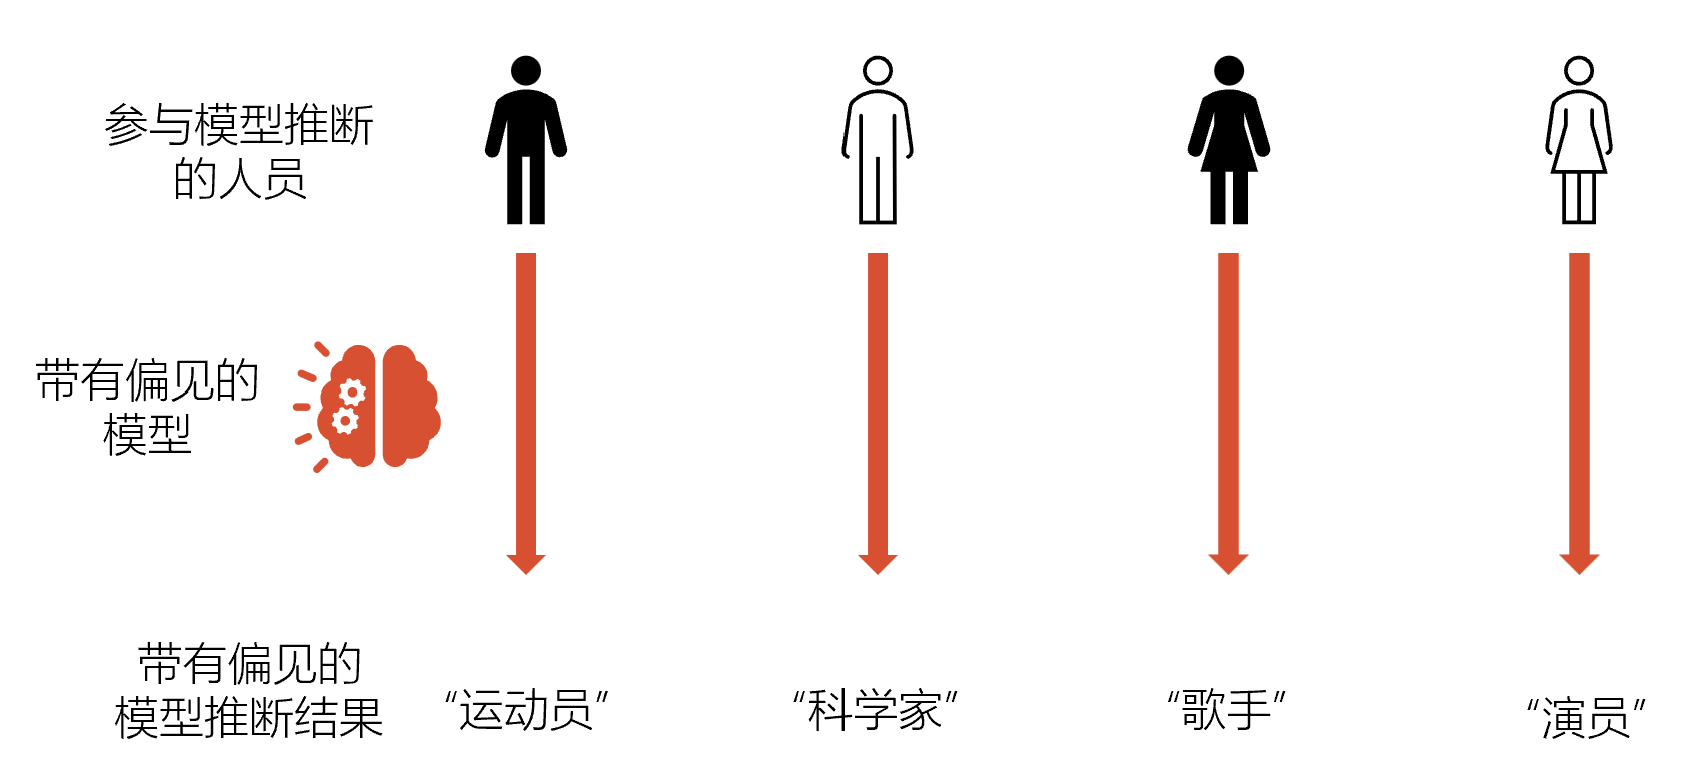 参与模型推断
的人员
带有偏见的
模型
带有偏见的
模型推断结果
“运动员”
“科学家”
“歌手”
“演员”